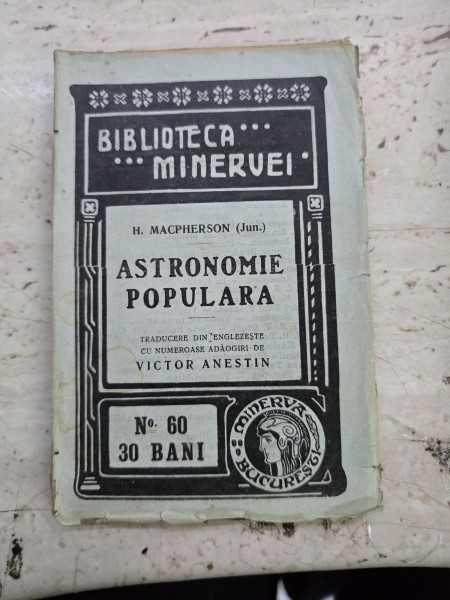 BIBLIOTECA
MINERVEI
H. MACPHERSON (Jun.)
ASTRONOMIE
POPULARA
TRADUCERE DIN ENGLEZEŞTE
CU NUMEROASE ADĂOGIRI DE
VICTOR ANESTIN
No. 60
30 BANI
MINERVA
BUCUREŞTI